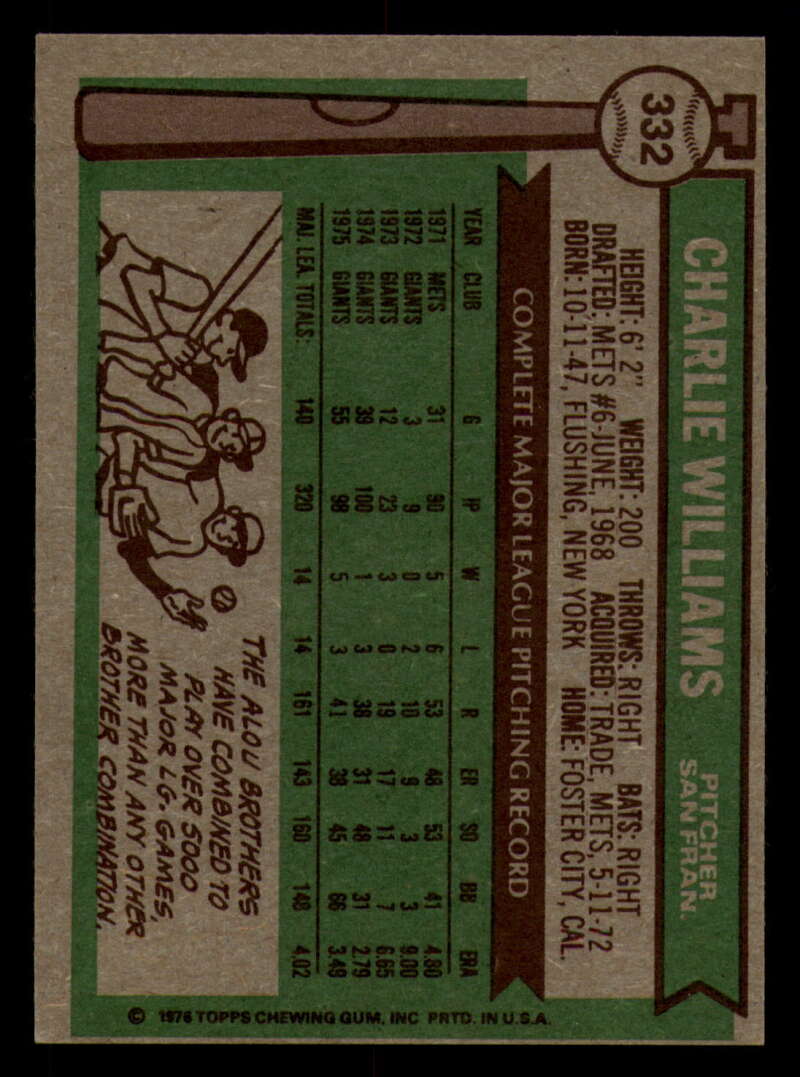 332
CHARLIE WILLIAMS
PITCHER
SAN FRAN.
HEIGHT: 6' 2" WEIGHT: 200 THROWS: RIGHT BATS: RIGHT
DRAFTED: METS #6-JUNE, 1968 ACQUIRED: TRADE, METS, 5-11-72
BORN: 10-11-47, FLUSHING, NEW YORK HOME: FOSTER CITY, CAL.
COMPLETE MAJOR LEAGUE PITCHING RECORD
YEAR CLUB G IP W L R ER SO BB ERA
1971 METS 31 90 5 6 53 48 53 41 4.80
1972 GIANTS 3 9 0 2 10 9 3 3 9.00
1973 GIANTS 12 23 3 0 19 17 11 7 6.65
1974 GIANTS 39 100 1 3 38 31 48 31 2.79
1975 GIANTS 55 98 5 3 41 38 45 66 3.49
MAJ. LEA. TOTALS: 140 320 14 14 161 143 160 148 4.02
THE ALOU BROTHERS
HAVE COMBINED TO
PLAY OVER 5000
MAJOR LG. GAMES,
MORE THAN ANY OTHER
BROTHER COMBINATION.
© 1976 TOPPS CHEWING GUM, INC PRTD. IN U.S.A.